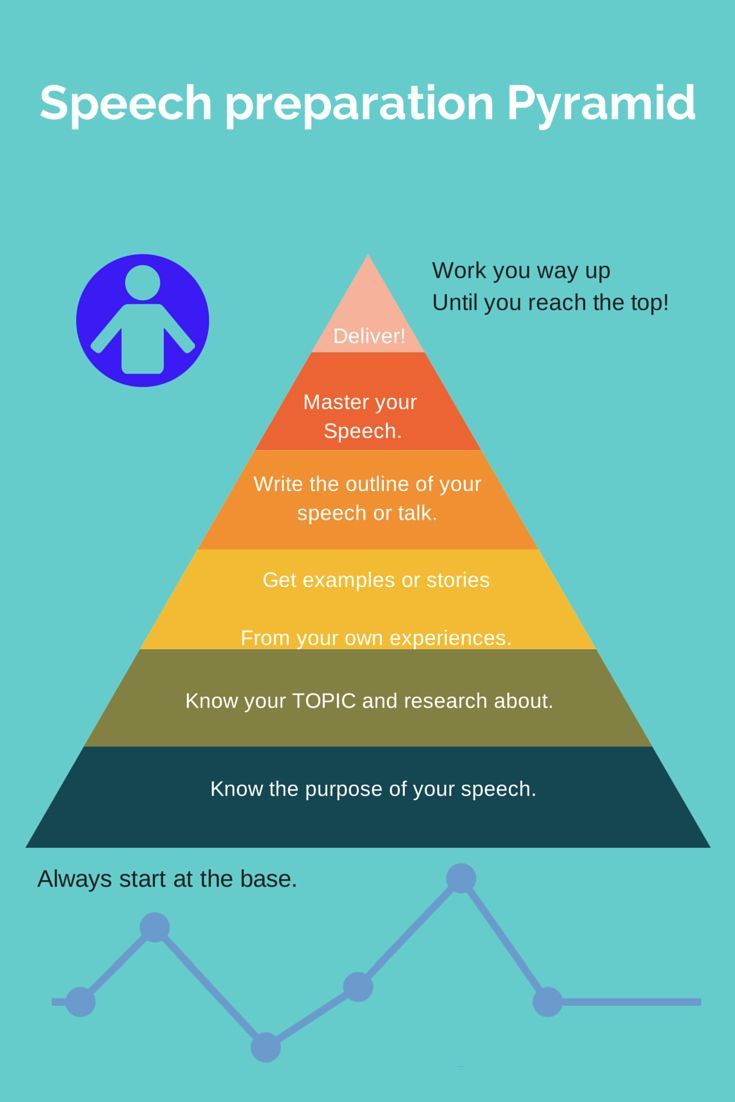 Speech preparation Pyramid
Work you way up
Until you reach the top!
Deliver!
Master your
Speech.
Write the outline of your
speech or talk.
Get examples or stories
From your own experiences.
Know your TOPIC and research about.
Know the purpose of your speech.
Always start at the base.